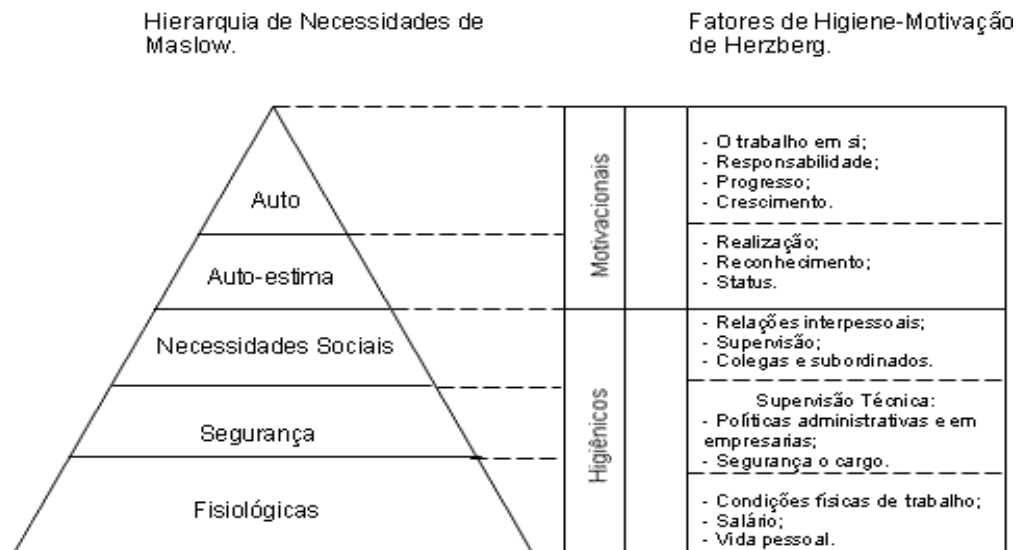 Hierarquia de Necessidades de
Maslow.
Fatores de Higiene-Motivação
de Herzberg.
Auto
Auto-estima
Necessidades Sociais
Segurança
Fisiológicas
Motivacionais
Higiênicos
- O trabalho em si;
- Responsabilidade;
- Progresso;
- Crescimento.
- Realização;
- Reconhecimento;
- Status.
- Relações interpessoais;
- Supervisão;
- Colegas e subordinados.
Supervisão Técnica:
- Políticas administrativas e em
empresarias;
- Segurança o cargo.
- Condições físicas de trabalho;
- Salário;
- Vida pessoal.